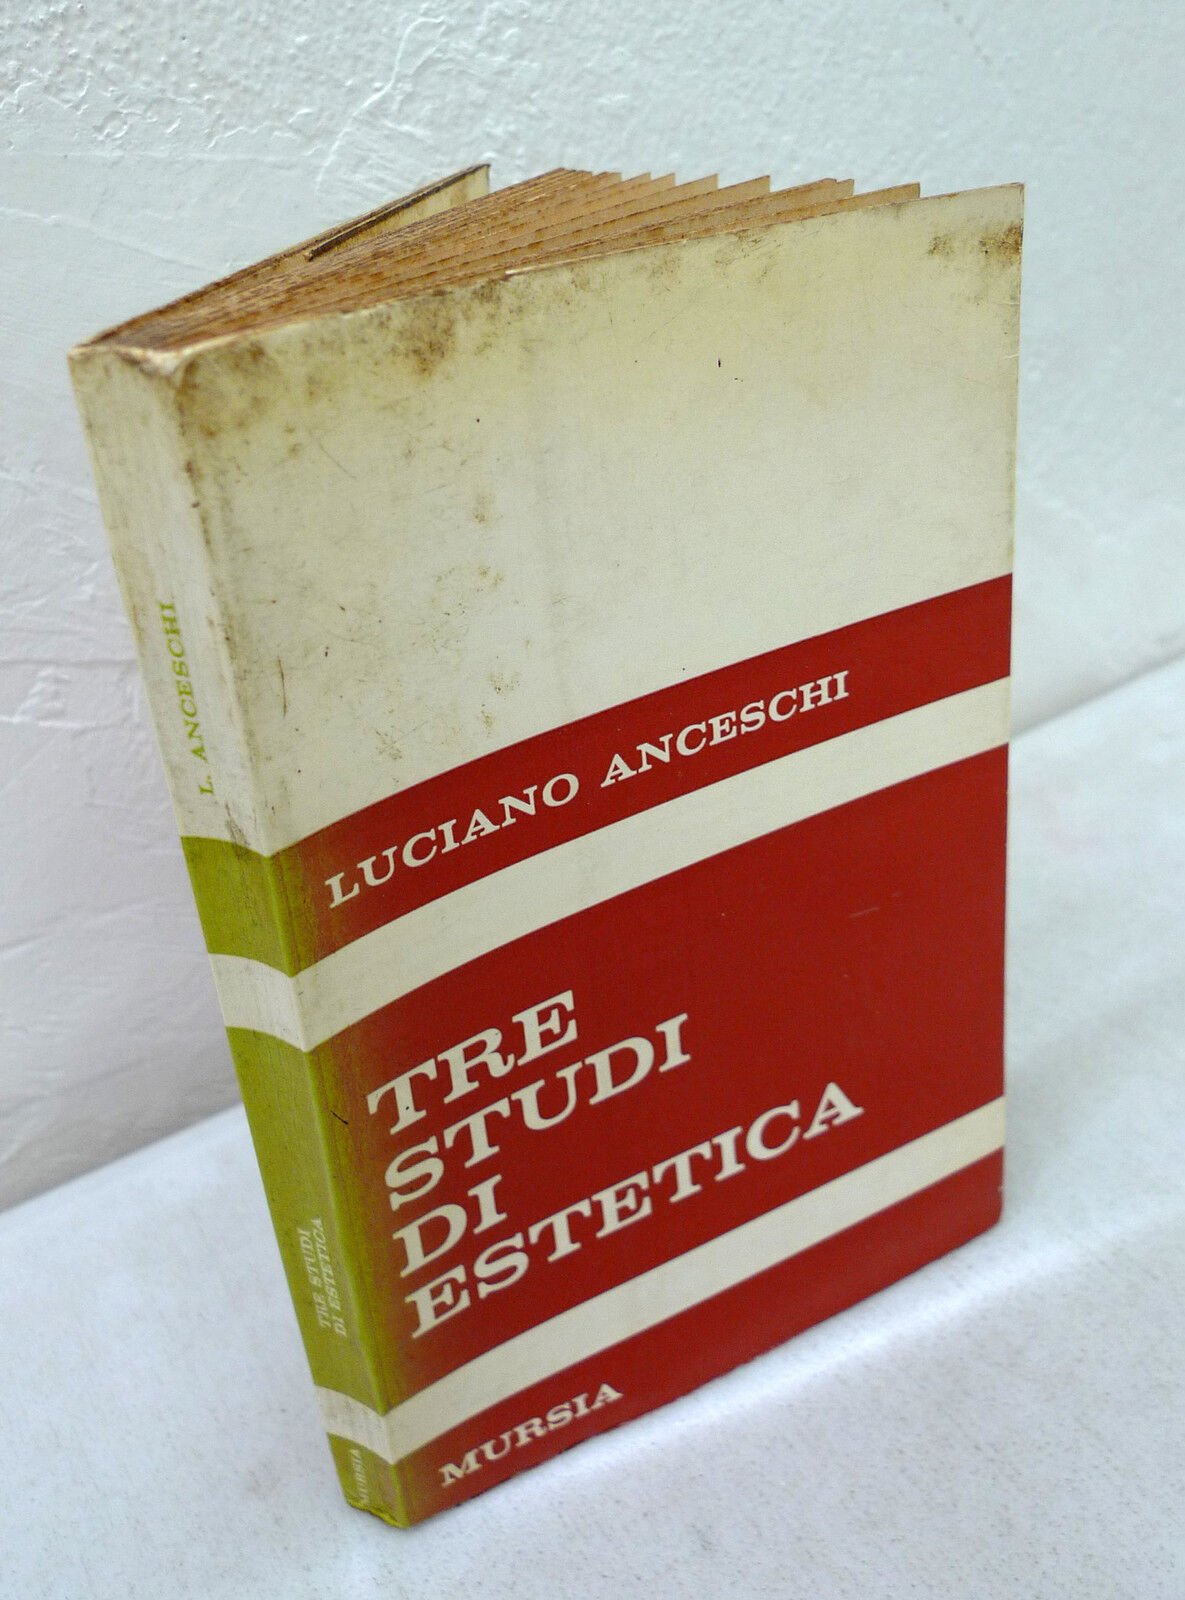 LUCIANO ANCESCHI
TRE
STUDI
DI
ESTETICA
MURSIA
L. ANCESCHI
TRE STUDI
DI ESTETICA
MURSIA